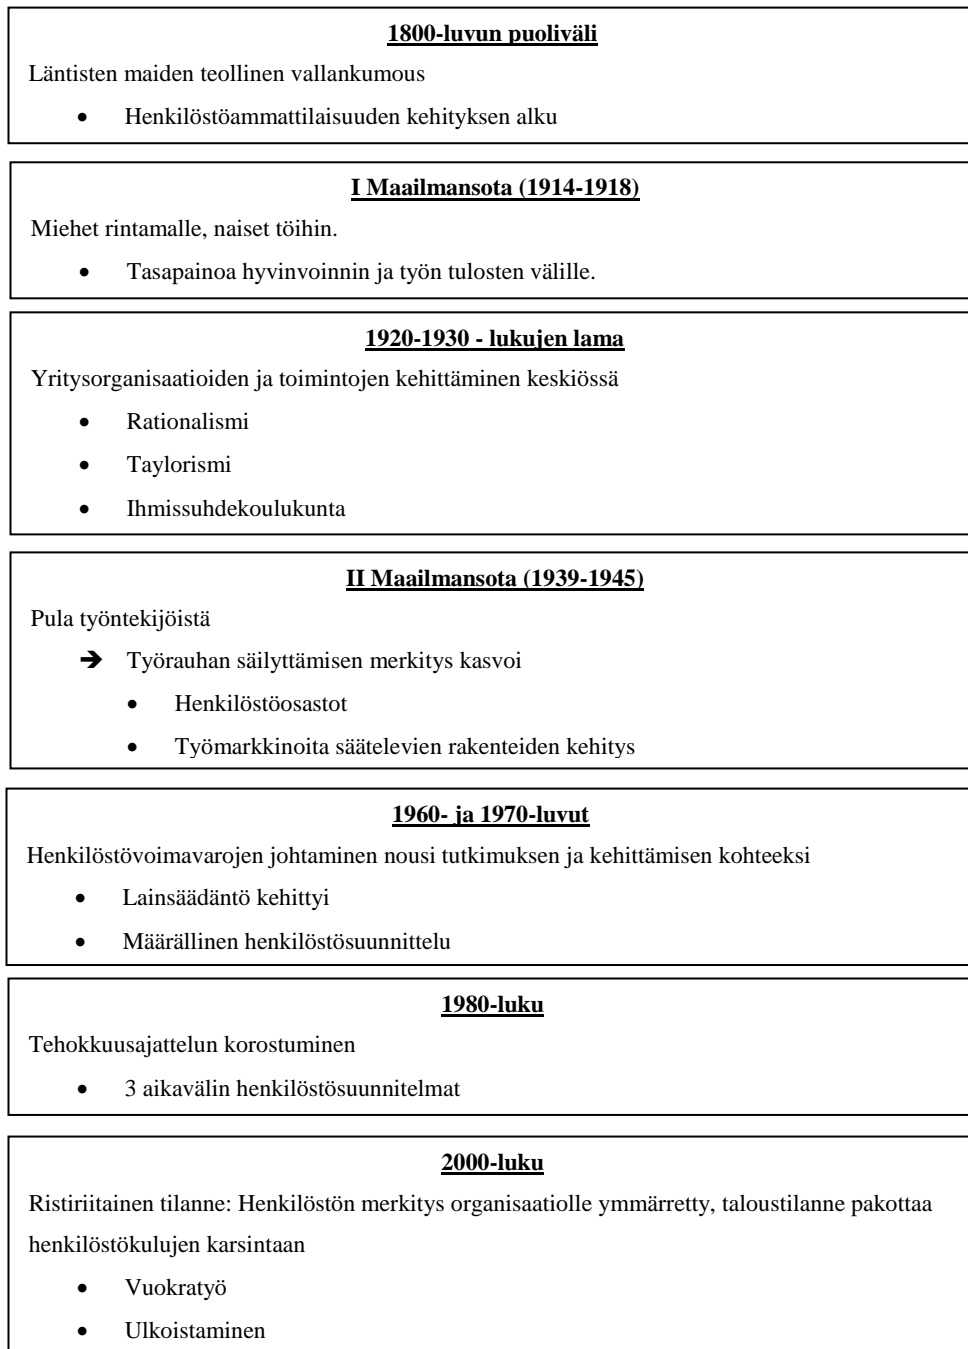 1800-luvun puoliväli
Läntisten maiden teollinen vallankumous
• Henkilöstöammattilaisuuden kehityksen alku
I Maailmansota (1914-1918)
Miehet rintamalle, naiset töihin.
• Tasapainoa hyvinvoinnin ja työn tulosten välille.
1920-1930 - lukujen lama
Yritysorganisaatioiden ja toimintojen kehittäminen keskiössä
• Rationalismi
• Taylorismi
• Ihmissuhdekoulukunta
II Maailmansota (1939-1945)
Pula työntekijöistä
➔ Työrauhan säilyttämisen merkitys kasvoi
• Henkilöstöosastot
• Työmarkkinoita säätelevien rakenteiden kehitys
1960- ja 1970-luvut
Henkilöstövoimavarojen johtaminen nousi tutkimuksen ja kehittämisen kohteeksi
• Lainsäädäntö kehittyi
• Määrällinen henkilöstösuunnittelu
1980-luku
Tehokkuusajattelun korostuminen
• 3 aikavälin henkilöstösuunnitelmat
2000-luku
Ristiriitainen tilanne: Henkilöstön merkitys organisaatiolle ymmärretty, taloustilanne pakottaa
henkilöstökulujen karsintaan
• Vuokratyö
• Ulkoistaminen